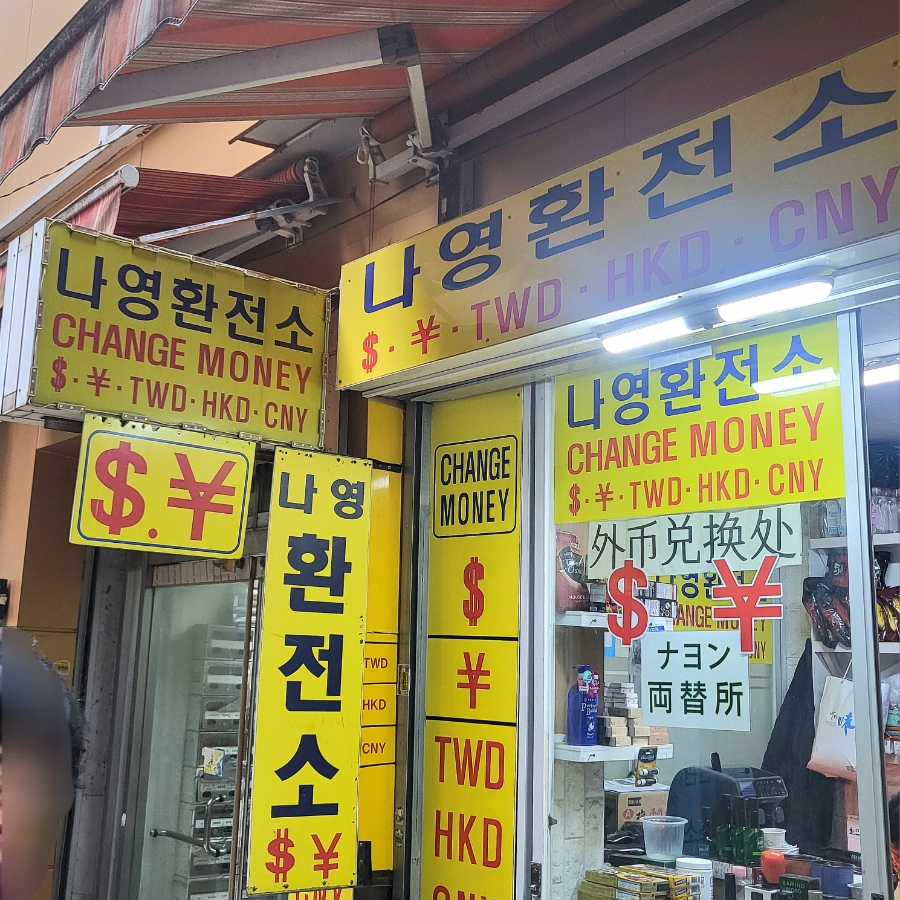 나영환전소
$·¥·TWD·HKD·CNY
나영환전소
CHANGE MONEY
$·¥·TWD·HKD·CNY
$.¥
나영
환
전
소
$ ¥
TWD
HKD
CNY
CHANGE
MONEY
$
¥
TWD
HKD
나영환전소
CHANGE MONEY
$·¥·TWD·HKD·CNY
外币兑换处
$ ¥
ナヨン
両替所